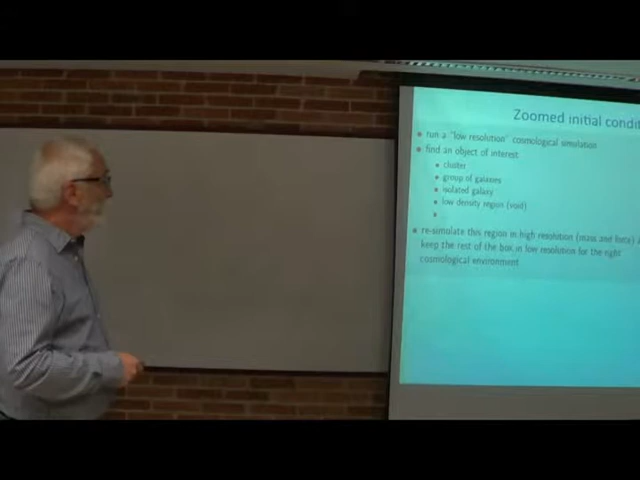 Zoomed initial condit
run a "low resolution" cosmological simulation
find an object of interest
cluster
group of galaxies
isolated galaxy
low density region (void)
...
re-simulate this region in high resolution (mass and force)
keep the rest of the box in low resolution for the right
cosmological environment